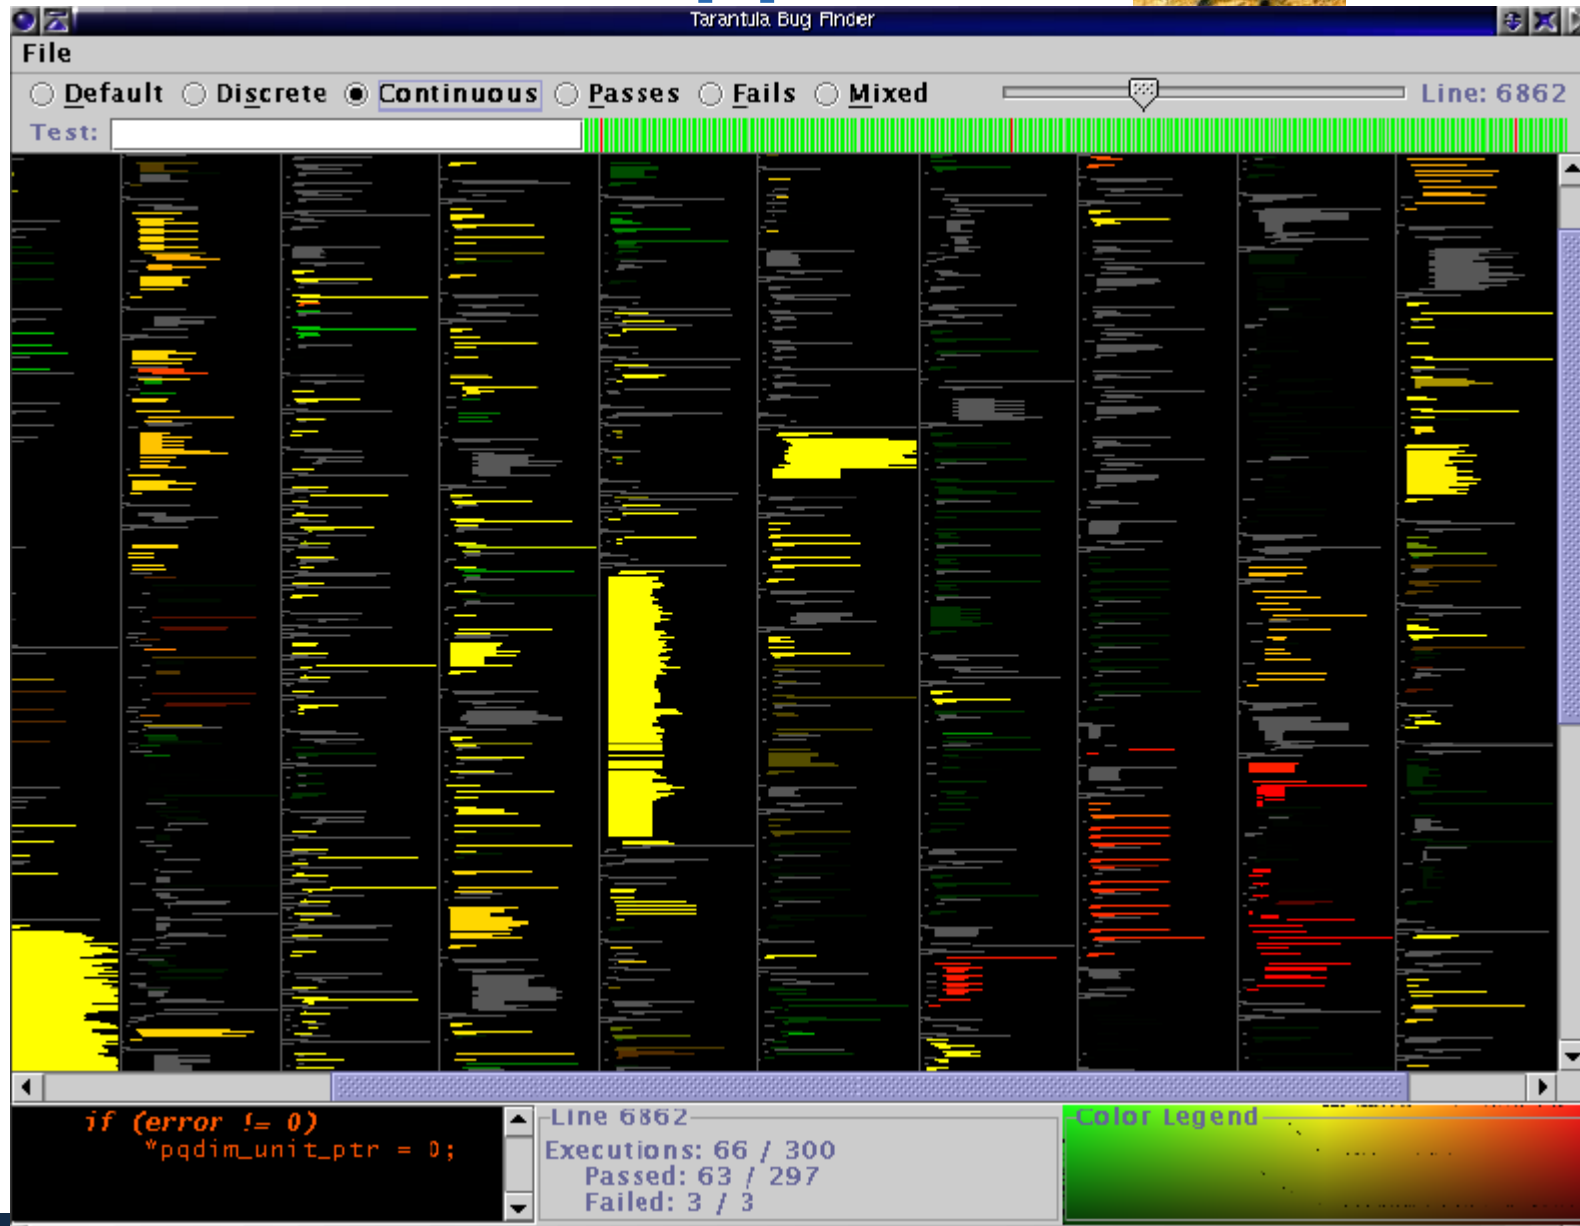 Tarantula Bug Finder
File
Default Discrete Continuous Passes Fails Mixed Line: 6862
Test:
if (error != 0)
*pqdim_unit_ptr = 0;
Line 6862
Executions: 66 / 300
Passed: 63 / 297
Failed: 3 / 3
Color Legend